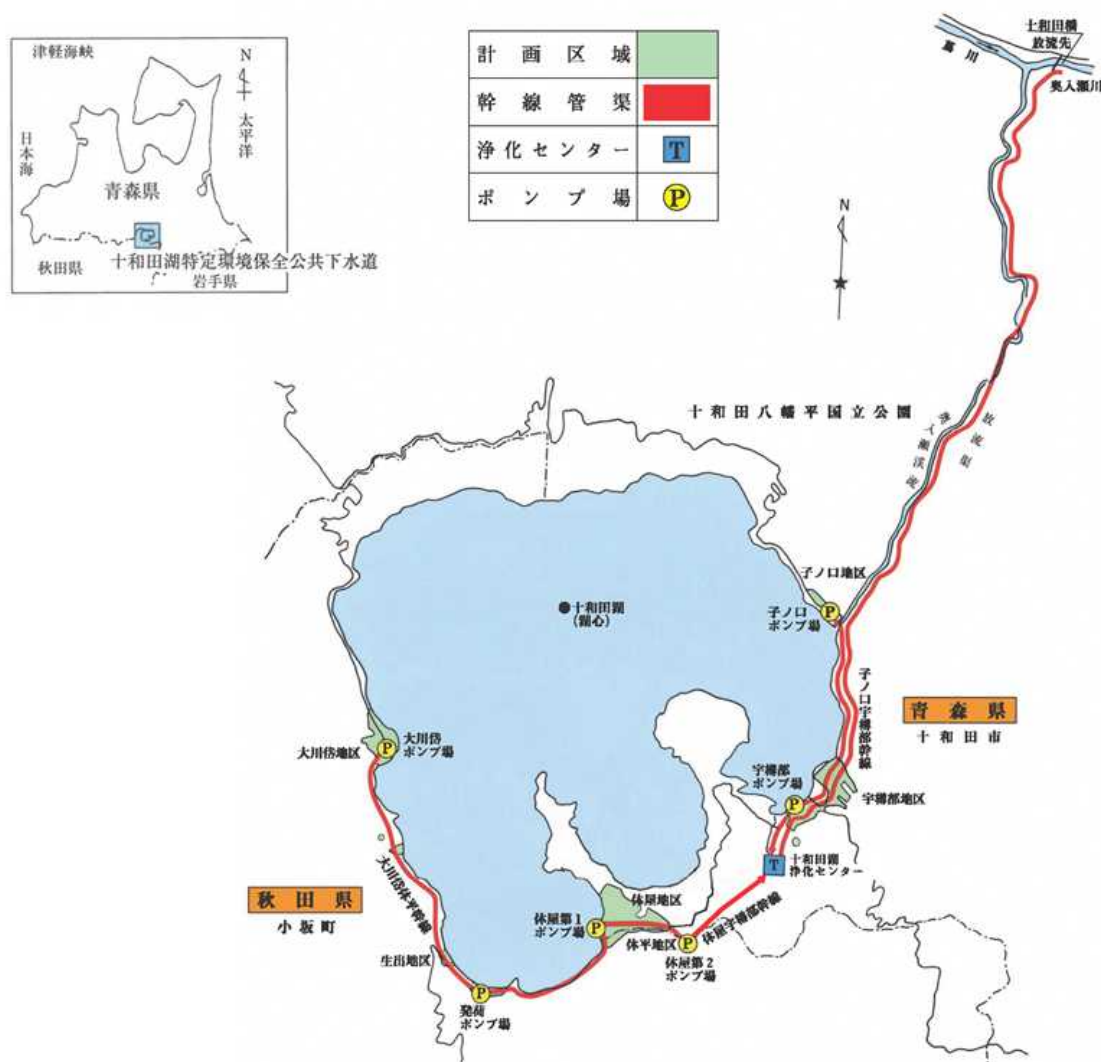 津軽海峡
N
太平洋
日本海
青森県
秋田県
十和田湖特定環境保全公共下水道
岩手県
計画区域
幹線管渠
浄化センター
T
ポンプ場
P
十和田橋
放流先
蔦川
奥入瀬川
N
十和田八幡平国立公園
奥入瀬渓流
放流渠
子ノ口地区
P
子ノ口
ポンプ場
十和田湖
(湖心)
子ノ口宇樽部幹線
青森県
十和田市
大川岱地区
P
大川岱
ポンプ場
宇樽部
ポンプ場
P
宇樽部地区
T
十和田湖
浄化センター
大川岱休平幹線
秋田県
小坂町
休屋地区
休屋第1
ポンプ場
P
休平地区
P
休屋第2
ポンプ場
休屋宇樽部幹線
生出地区
P
発荷
ポンプ場